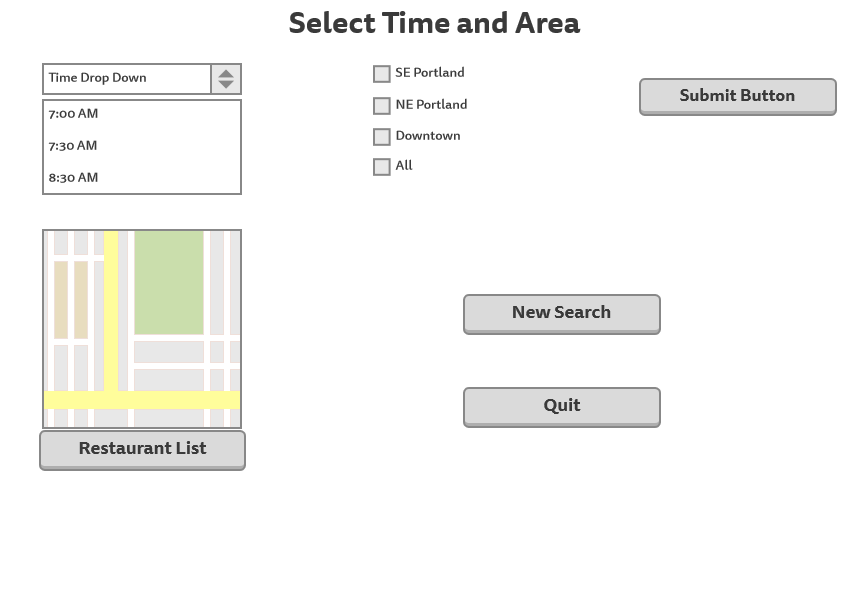 Select Time and Area
Time Drop Down
7:00 AM
7:30 AM
8:30 AM
SE Portland
NE Portland
Downtown
All
Submit Button
New Search
Quit
Restaurant List